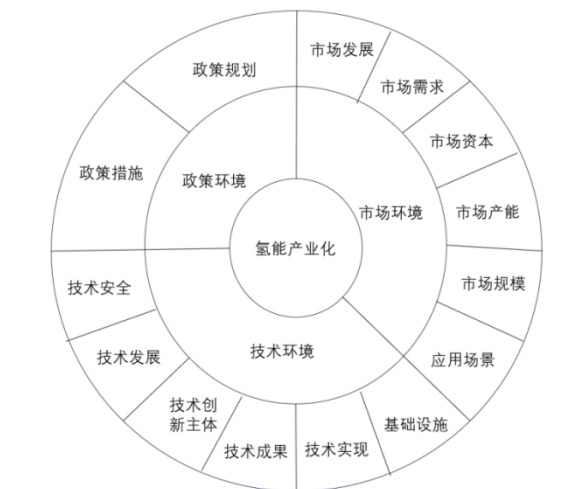 政策规划
市场发展
市场需求
政策措施
市场资本
政策环境
市场环境
市场产能
氢能产业化
技术安全
市场规模
技术环境
技术发展
应用场景
技术创
新主体
基础设施
技术成果
技术实现